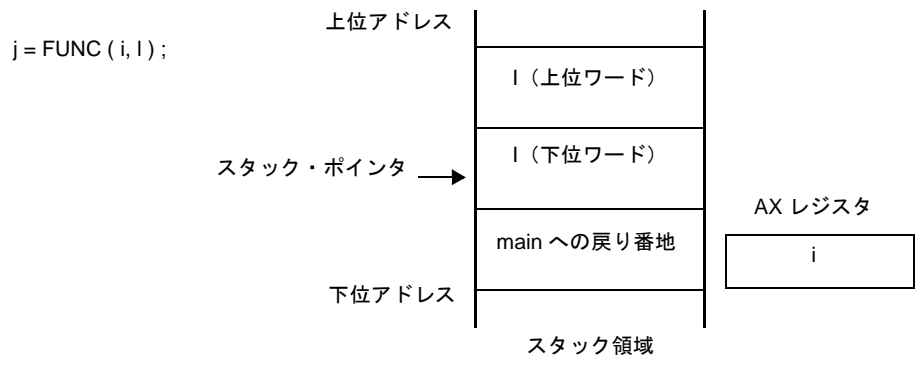 上位アドレス
j = FUNC ( i, l ) ;
l（上位ワード）
l（下位ワード）
スタック・ポインタ
main への戻り番地
AX レジスタ
i
下位アドレス
スタック領域